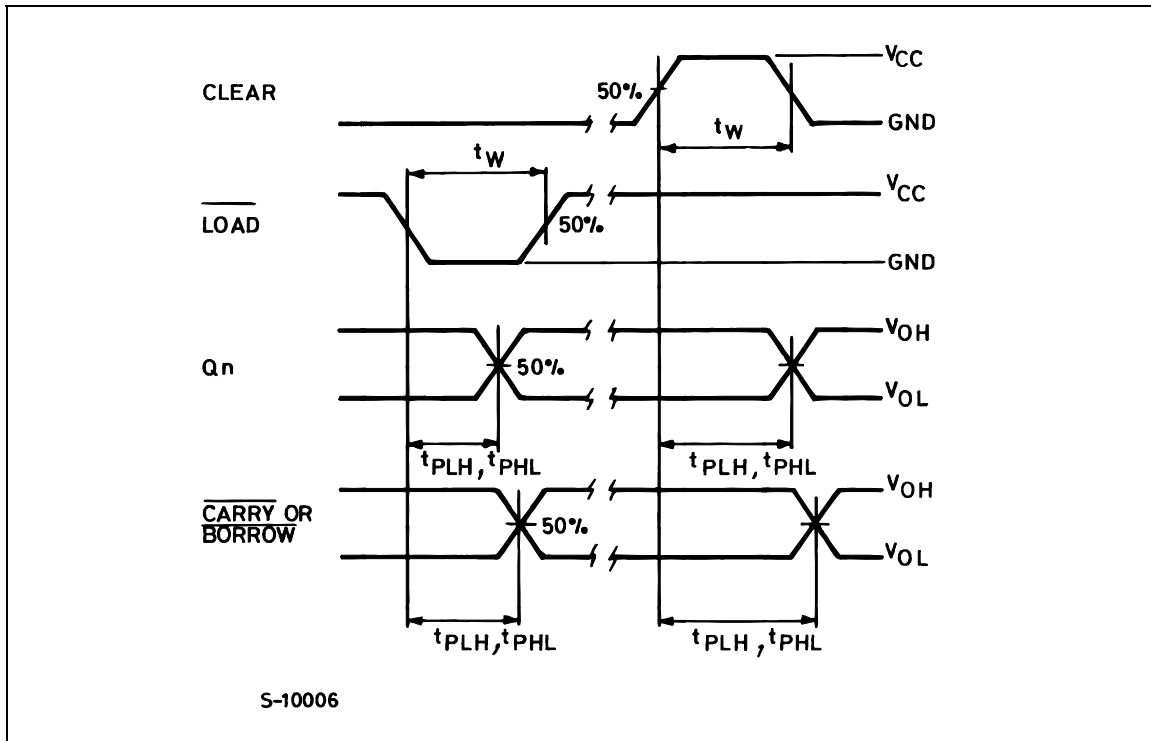 CLEAR
50%
VCC
tW
GND
tW
LOAD
50%
VCC
GND
Qn
50%
VOH
VOL
tPLH, tPHL
tPLH, tPHL
CARRY OR
BORROW
50%
VOH
VOL
tPLH, tPHL
tPLH, tPHL
S-10006